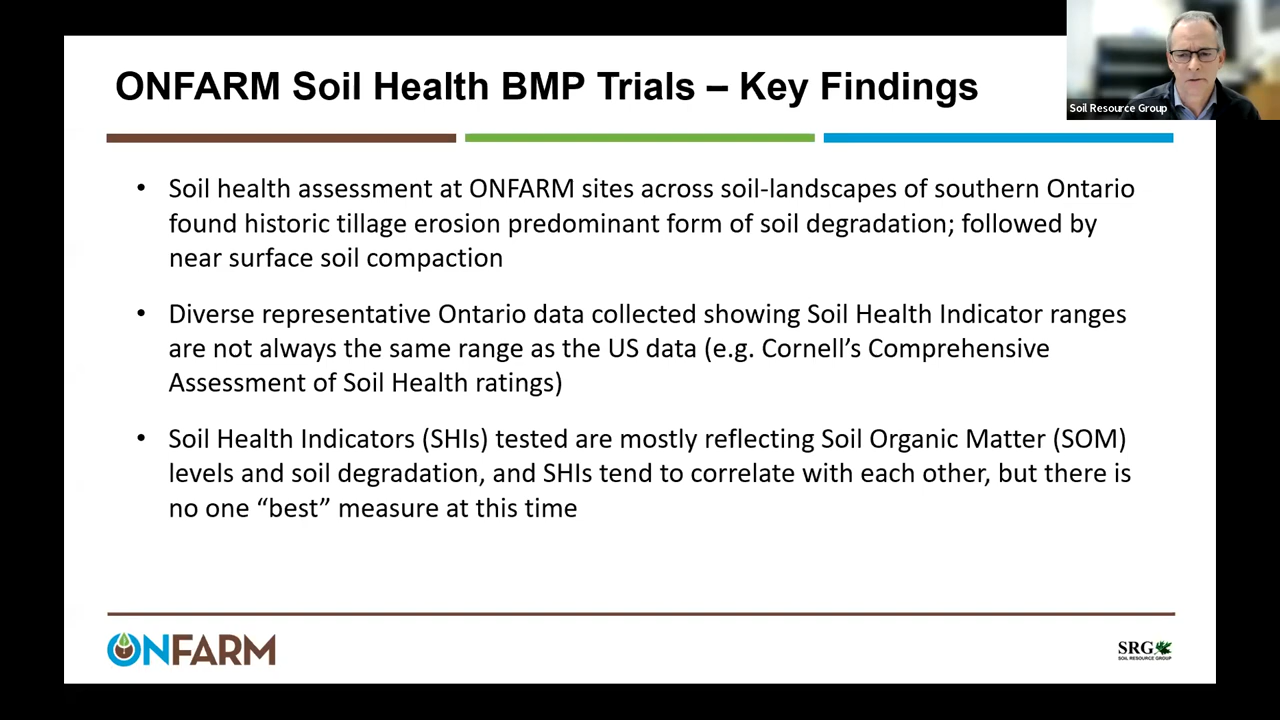 ONFARM Soil Health BMP Trials – Key Findings
Soil Resource Group
• Soil health assessment at ONFARM sites across soil-landscapes of southern Ontario
found historic tillage erosion predominant form of soil degradation; followed by
near surface soil compaction
• Diverse representative Ontario data collected showing Soil Health Indicator ranges
are not always the same range as the US data (e.g. Cornell’s Comprehensive
Assessment of Soil Health ratings)
• Soil Health Indicators (SHIs) tested are mostly reflecting Soil Organic Matter (SOM)
levels and soil degradation, and SHIs tend to correlate with each other, but there is
no one “best” measure at this time
ONFARM
SRG
SOIL RESOURCE GROUP